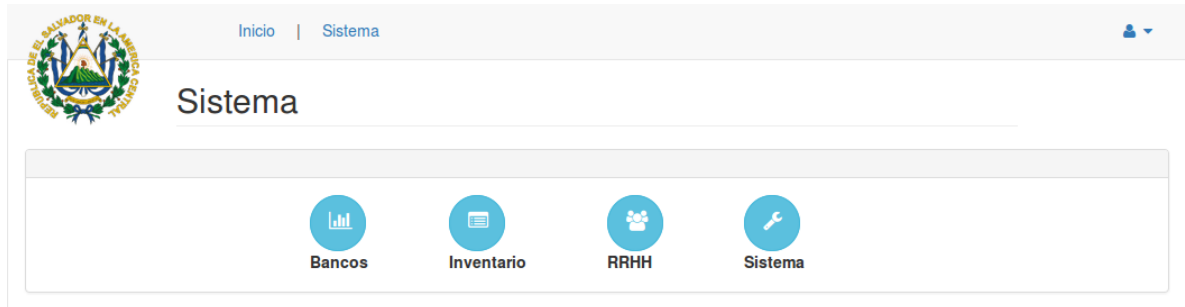 REPUBLICA DE EL SALVADOR EN LA AMERICA CENTRAL
Inicio | Sistema
Sistema
Bancos Inventario RRHH Sistema